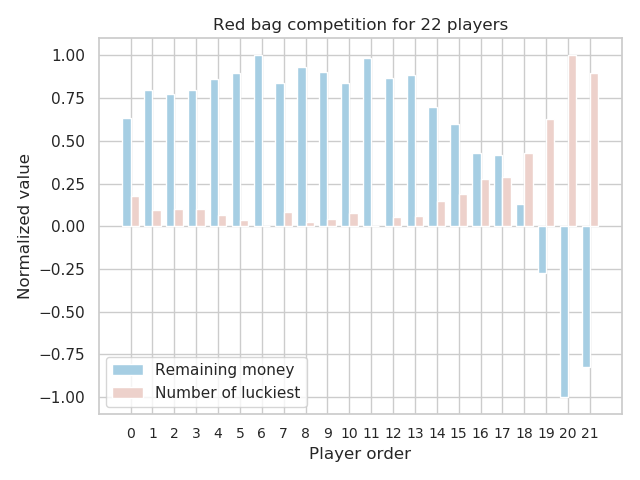 Red bag competition for 22 players
1.00
0.75
0.50
0.25
0.00
−0.25
−0.50
−0.75
−1.00
Normalized value
Remaining money
Number of luckiest
0 1 2 3 4 5 6 7 8 9 10 11 12 13 14 15 16 17 18 19 20 21
Player order